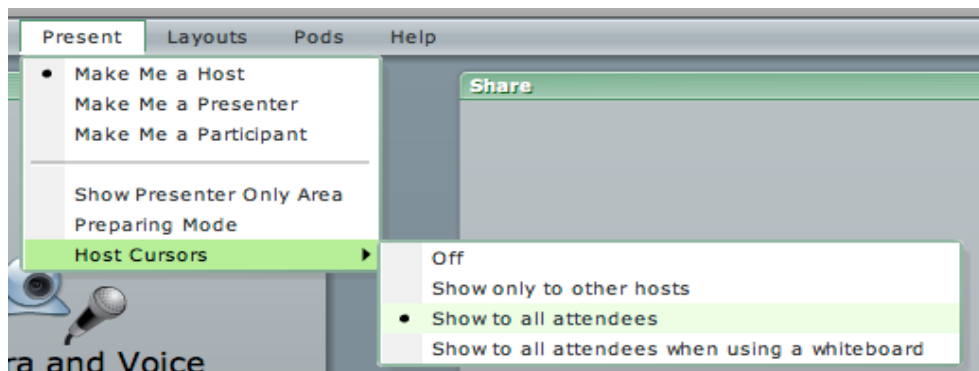 Present Layouts Pods Help
Make Me a Host
Share
Make Me a Presenter
Make Me a Participant
Show Presenter Only Area
Preparing Mode
Host Cursors
Off
Show only to other hosts
Show to all attendees
Show to all attendees when using a whiteboard
and Voice